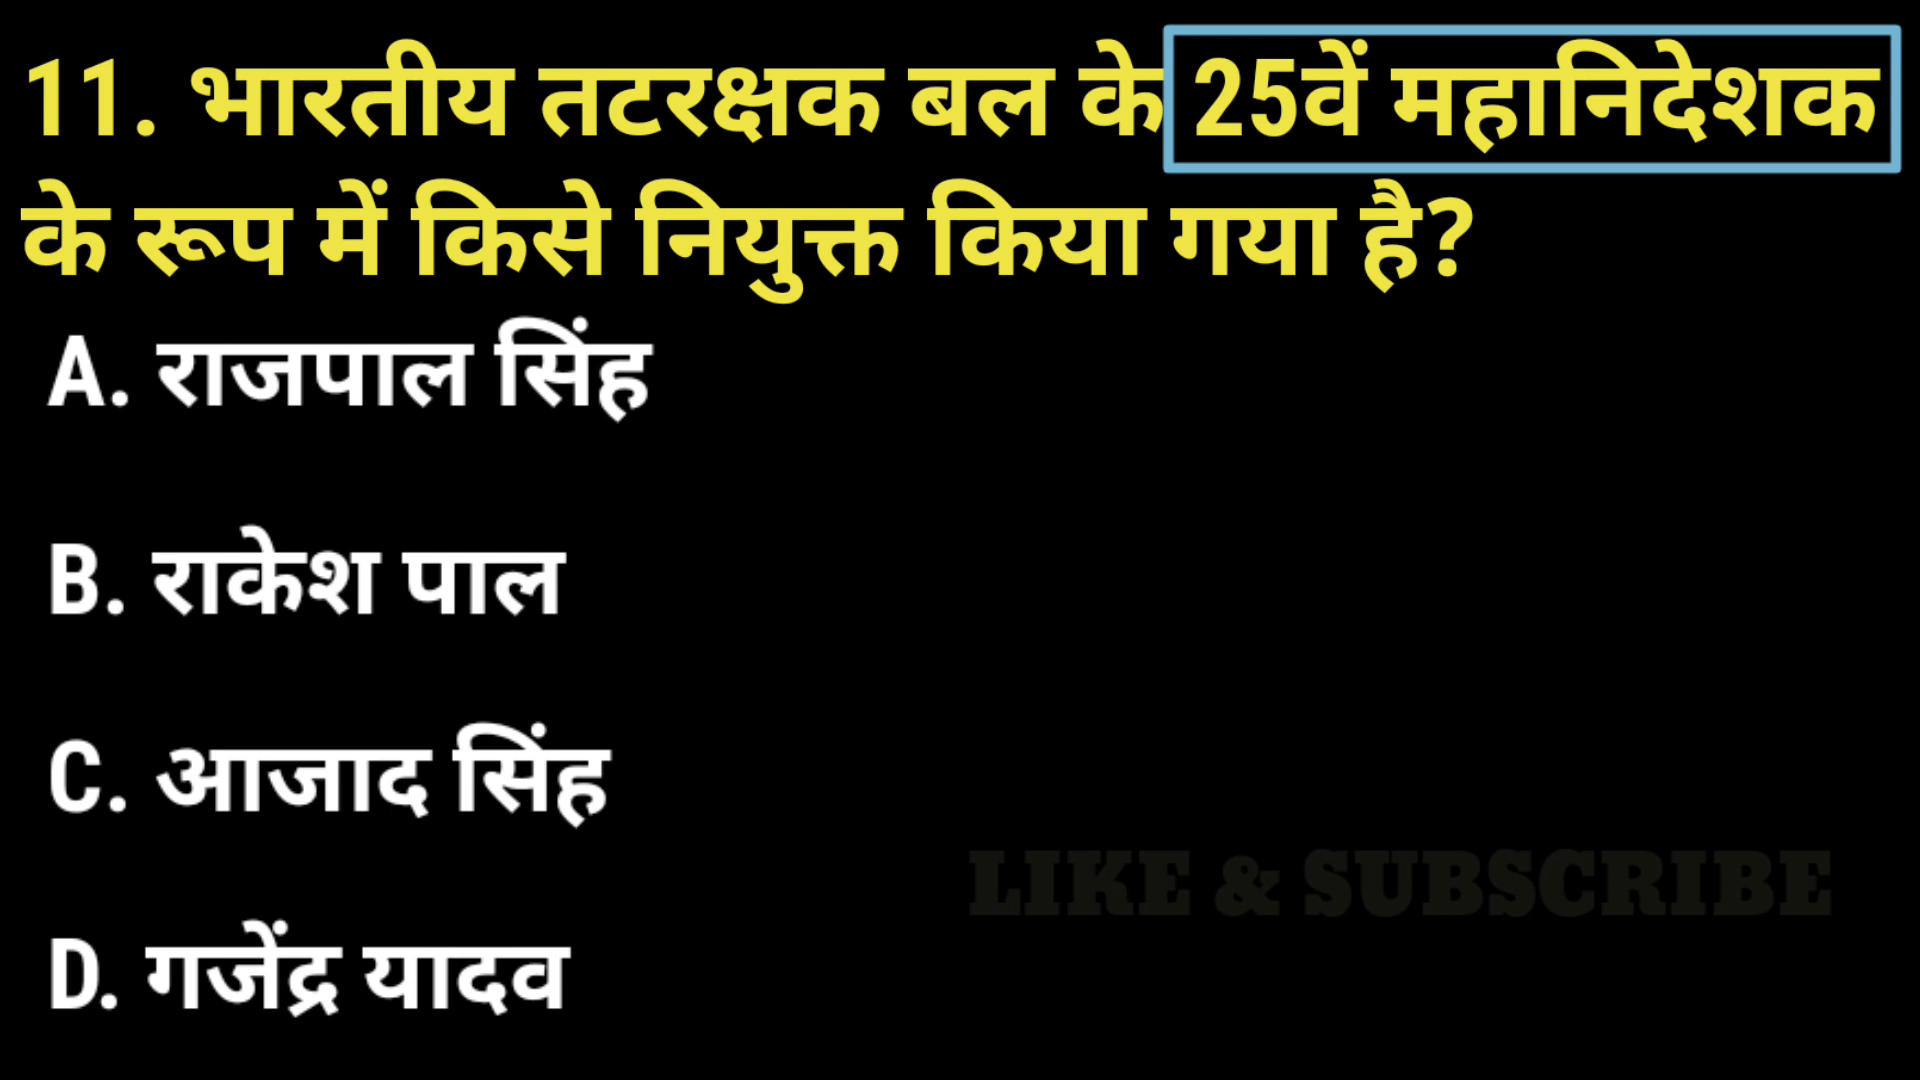 11. भारतीय तटरक्षक बल के 25वें महानिदेशक
के रूप में किसे नियुक्त किया गया है?
A. राजपाल सिंह
B. राकेश पाल
C. आजाद सिंह
LIKE & SUBSCRIBE
D. गजेंद्र यादव